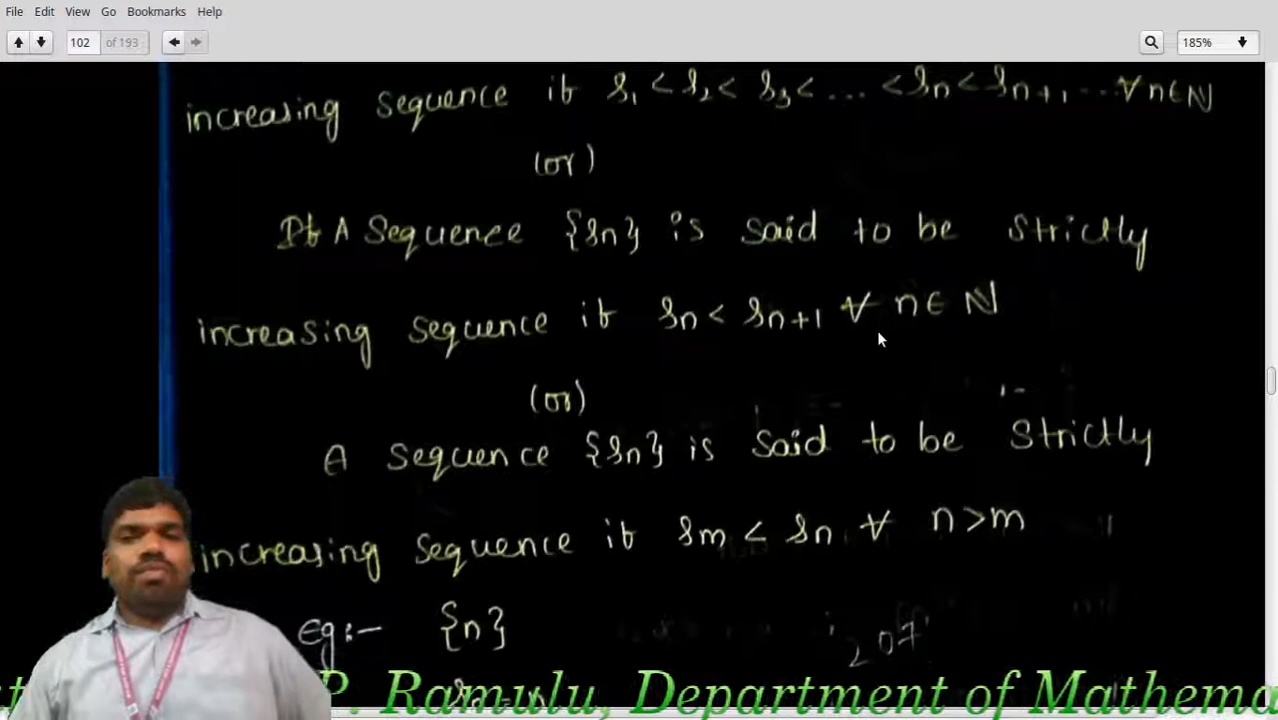 File Edit View Go Bookmarks Help
102 of 193 185%
increasing sequence if S₁ < S₂ < S₃ < ... < Sn < Sn+1 ... ∀ n∈ℕ
(or)
A Sequence {Sn} is said to be Strictly
increasing sequence if Sn < Sn+1 ∀ n∈ℕ
(or)
A sequence {Sn} is said to be Strictly
increasing sequence if Sm < Sn ∀ n>m
Eg:- {n}
P. Ramulu, Department of Mathema